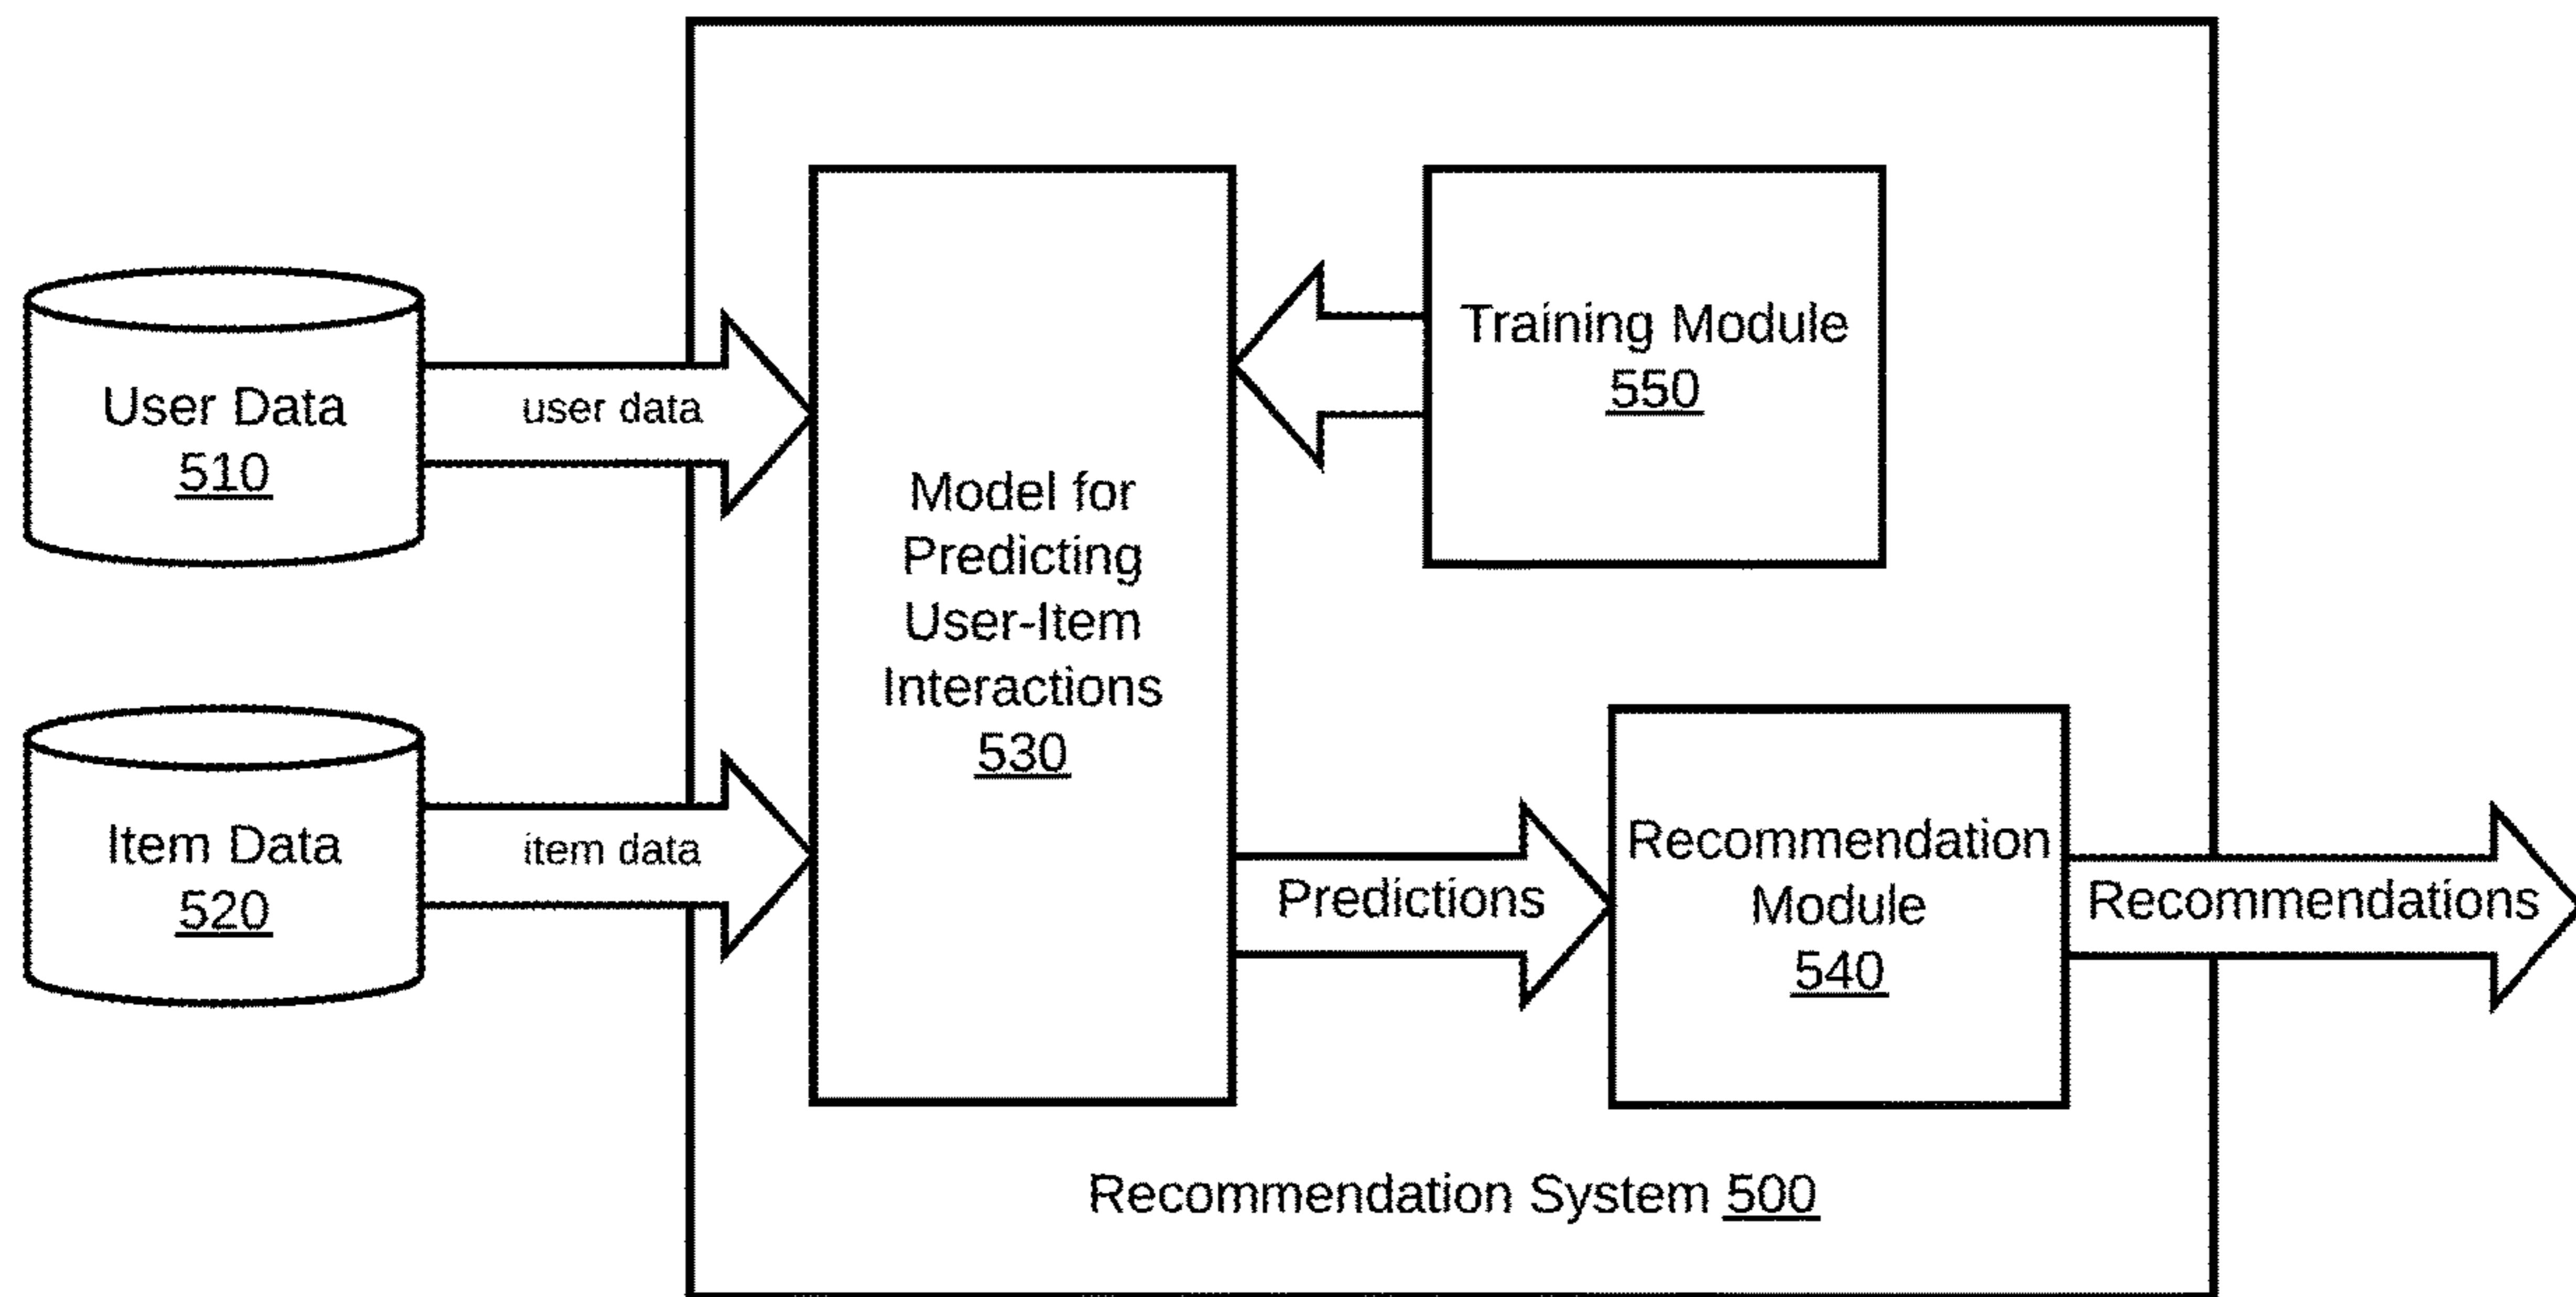 User Data
510
user data
Item Data
520
item data
Model for
Predicting
User-Item
Interactions
530
Training Module
550
Predictions
Recommendation
Module
540
Recommendations
Recommendation System 500